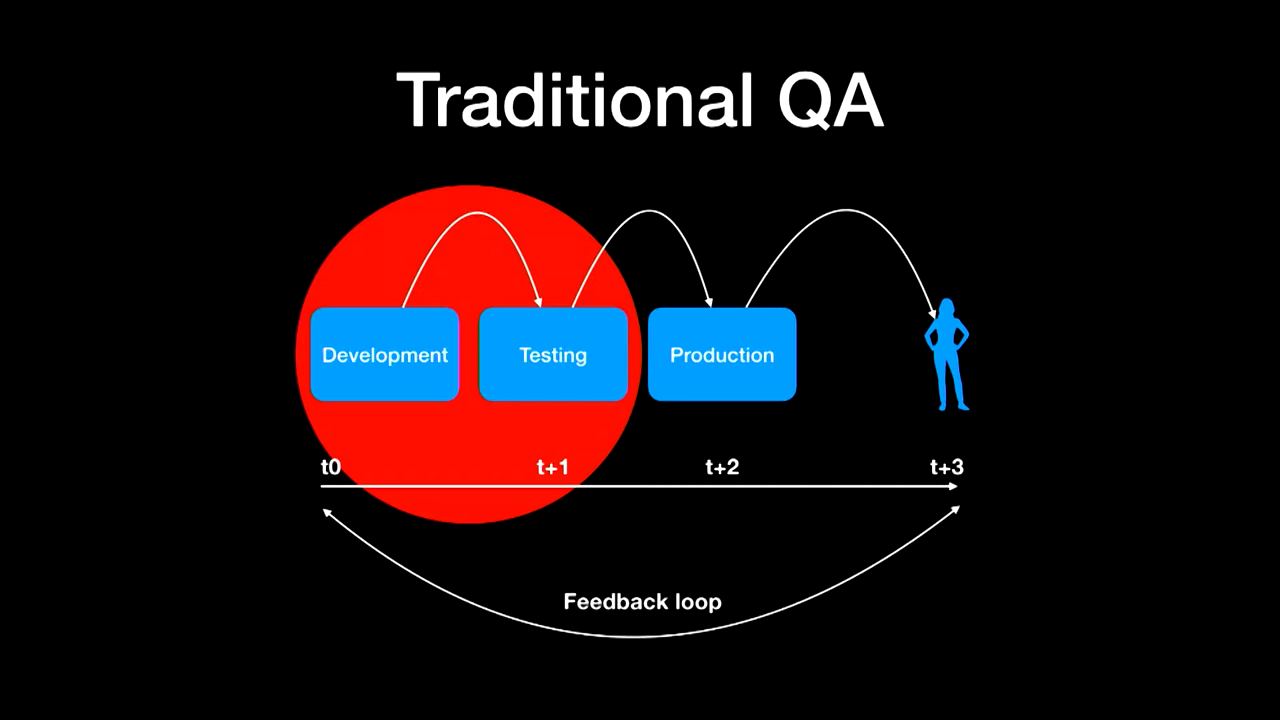 Traditional QA
Development
Testing
Production
t0
t+1
t+2
t+3
Feedback loop